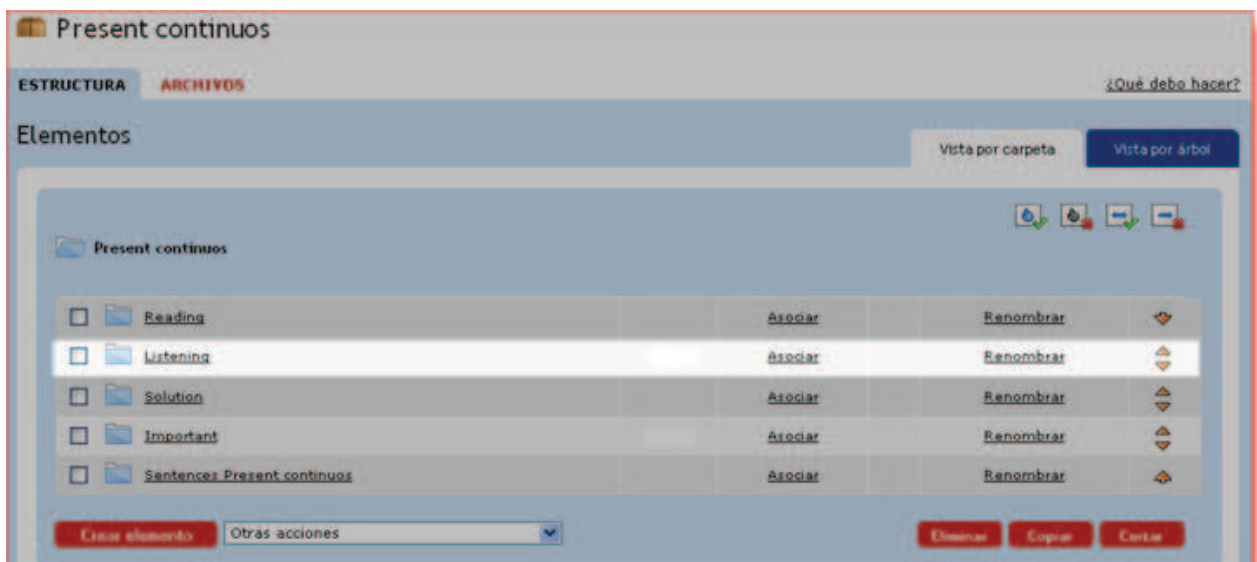 Present continuos
ESTRUCTURA ARCHIVOS ¿Qué debo hacer?
Elementos
Vista por carpeta Vista por árbol
Present continuos
Reading Asociar Renombrar
Listening Asociar Renombrar
Solution Asociar Renombrar
Important Asociar Renombrar
Sentences Present continuos Asociar Renombrar
Crear elemento Otras acciones Eliminar Copiar Cortar